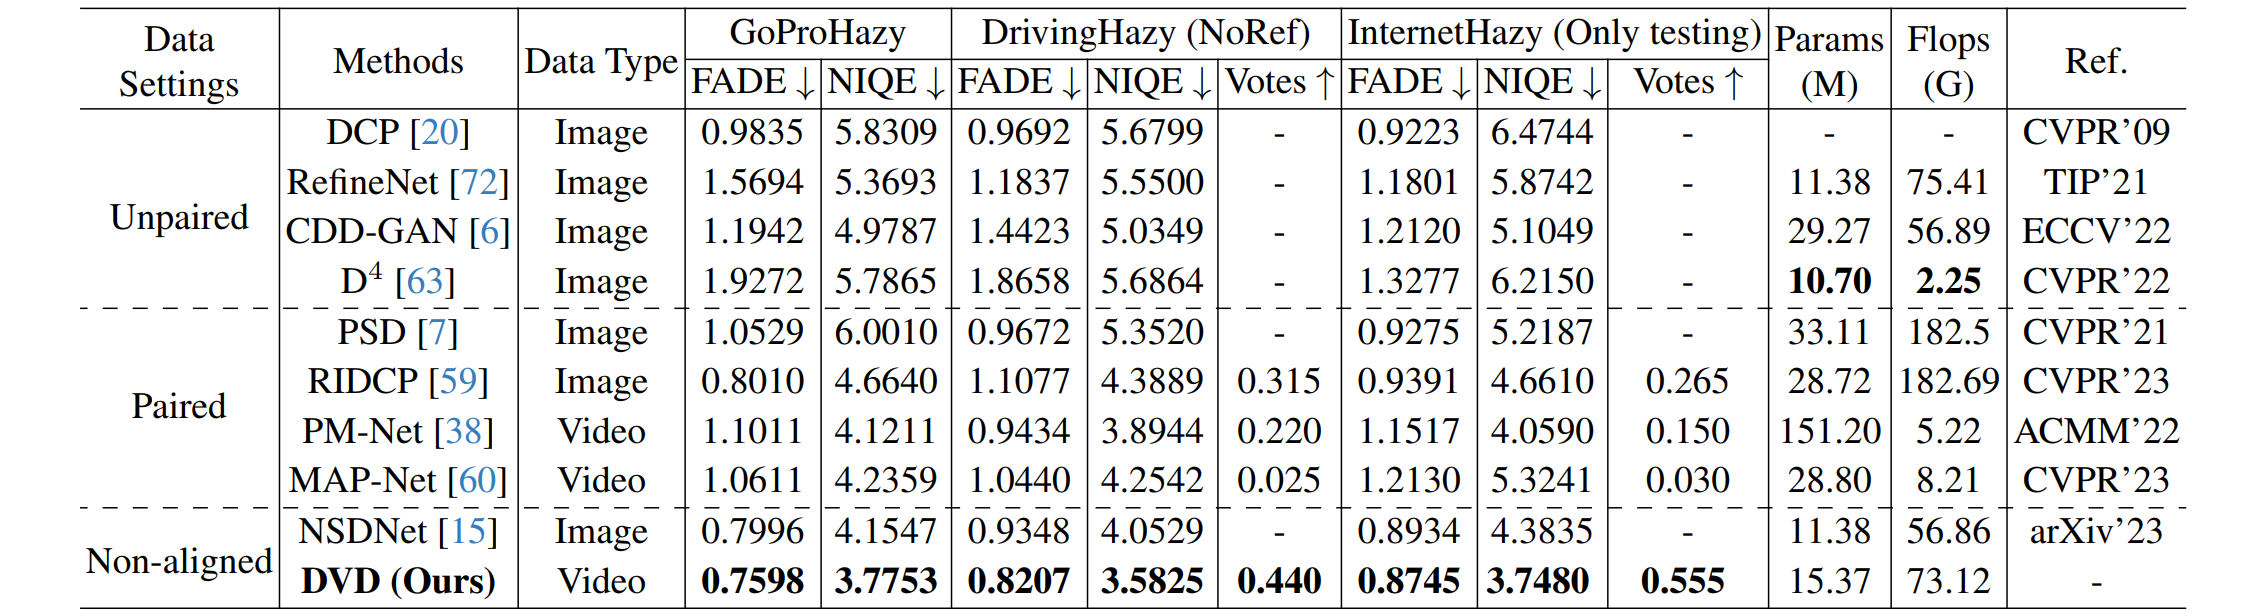 Data Settings | Methods | Data Type | GoProHazy | DrivingHazy (NoRef) | InternetHazy (Only testing) | Params (M) | Flops (G) | Ref.
FADE ↓ | NIQE ↓ | FADE ↓ | NIQE ↓ | Votes ↑ | FADE ↓ | NIQE ↓ | Votes ↑
Unpaired | DCP [20] | Image | 0.9835 | 5.8309 | 0.9692 | 5.6799 | - | 0.9223 | 6.4744 | - | - | - | CVPR’09
RefineNet [72] | Image | 1.5694 | 5.3693 | 1.1837 | 5.5500 | - | 1.1801 | 5.8742 | - | 11.38 | 75.41 | TIP’21
CDD-GAN [6] | Image | 1.1942 | 4.9787 | 1.4423 | 5.0349 | - | 1.2120 | 5.1049 | - | 29.27 | 56.89 | ECCV’22
D⁴ [63] | Image | 1.9272 | 5.7865 | 1.8658 | 5.6864 | - | 1.3277 | 6.2150 | - | 10.70 | 2.25 | CVPR’22
Paired | PSD [7] | Image | 1.0529 | 6.0010 | 0.9672 | 5.3520 | - | 0.9275 | 5.2187 | - | 33.11 | 182.5 | CVPR’21
RIDCP [59] | Image | 0.8010 | 4.6640 | 1.1077 | 4.3889 | 0.315 | 0.9391 | 4.6610 | 0.265 | 28.72 | 182.69 | CVPR’23
PM-Net [38] | Video | 1.1011 | 4.1211 | 0.9434 | 3.8944 | 0.220 | 1.1517 | 4.0590 | 0.150 | 151.20 | 5.22 | ACMM’22
MAP-Net [60] | Video | 1.0611 | 4.2359 | 1.0440 | 4.2542 | 0.025 | 1.2130 | 5.3241 | 0.030 | 28.80 | 8.21 | CVPR’23
Non-aligned | NSDNet [15] | Image | 0.7996 | 4.1547 | 0.9348 | 4.0529 | - | 0.8934 | 4.3835 | - | 11.38 | 56.86 | arXiv’23
DVD (Ours) | Video | 0.7598 | 3.7753 | 0.8207 | 3.5825 | 0.440 | 0.8745 | 3.7480 | 0.555 | 15.37 | 73.12 | -